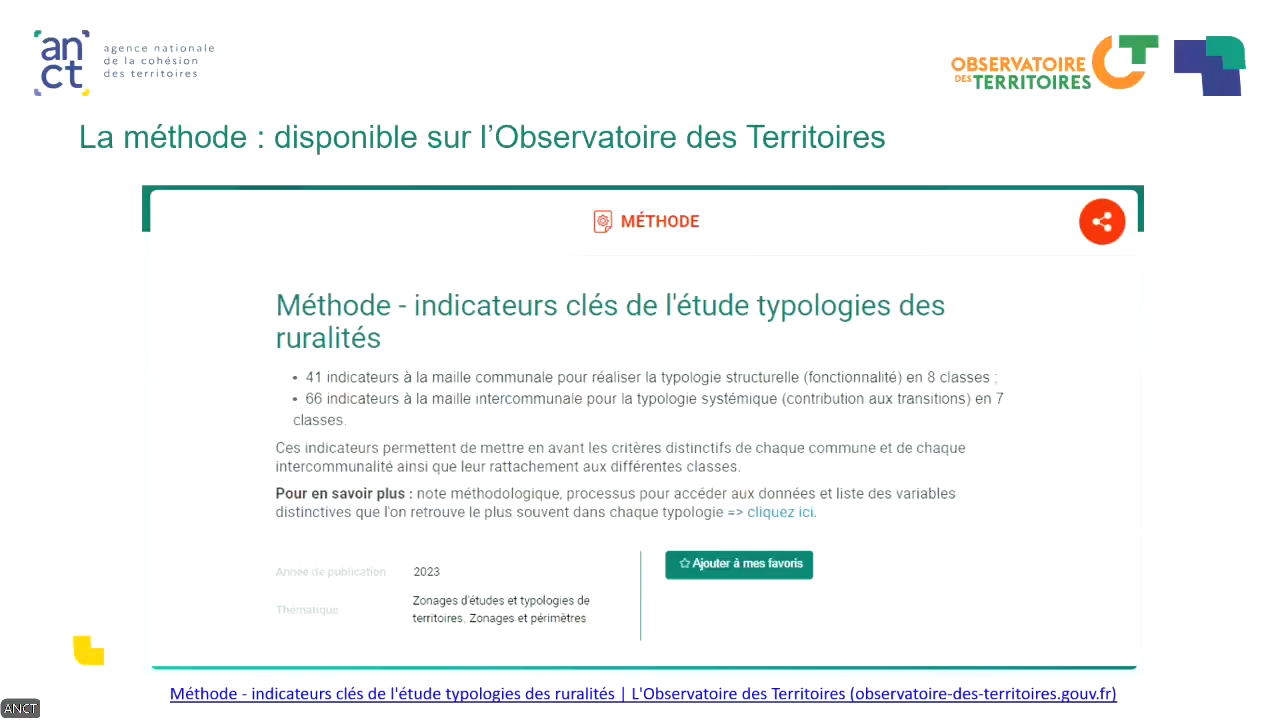 an
ct
agence nationale
de la cohésion
des territoires
OBSERVATOIRE
DES TERRITOIRES
La méthode : disponible sur l’Observatoire des Territoires
MÉTHODE
Méthode - indicateurs clés de l'étude typologies des
ruralités
• 41 indicateurs à la maille communale pour réaliser la typologie structurelle (fonctionnalité) en 8 classes ;
• 66 indicateurs à la maille intercommunale pour la typologie systémique (contribution aux transitions) en 7
classes.
Ces indicateurs permettent de mettre en avant les critères distinctifs de chaque commune et de chaque
intercommunalité ainsi que leur rattachement aux différentes classes.
Pour en savoir plus : note méthodologique, processus pour accéder aux données et liste des variables
distinctives que l'on retrouve le plus souvent dans chaque typologie => cliquez ici.
Année de publication 2023
Thématique
Zonages d'études et typologies de
territoires, Zonages et périmètres
Ajouter à mes favoris
Méthode - indicateurs clés de l'étude typologies des ruralités | L'Observatoire des Territoires (observatoire-des-territoires.gouv.fr)
ANCT